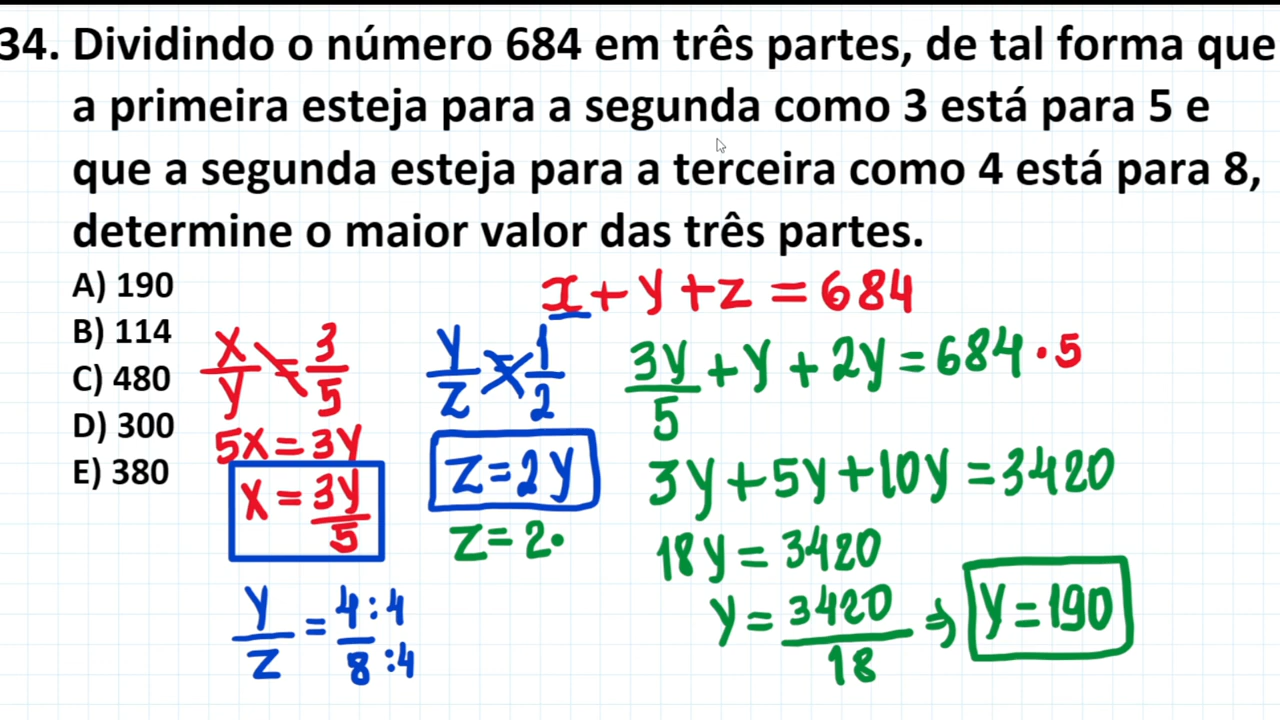 34. Dividindo o número 684 em três partes, de tal forma que
a primeira esteja para a segunda como 3 está para 5 e
que a segunda esteja para a terceira como 4 está para 8,
determine o maior valor das três partes.
A) 190
B) 114
C) 480
D) 300
E) 380
x/y = 3/5
5x = 3y
x = 3y/5
y/z = 4:4/8:4
y/z = 1/2
z = 2y
z = 2·
x + y + z = 684
3y/5 + y + 2y = 684 · 5
3y + 5y + 10y = 3420
18y = 3420
y = 3420/18 ⇒ y = 190